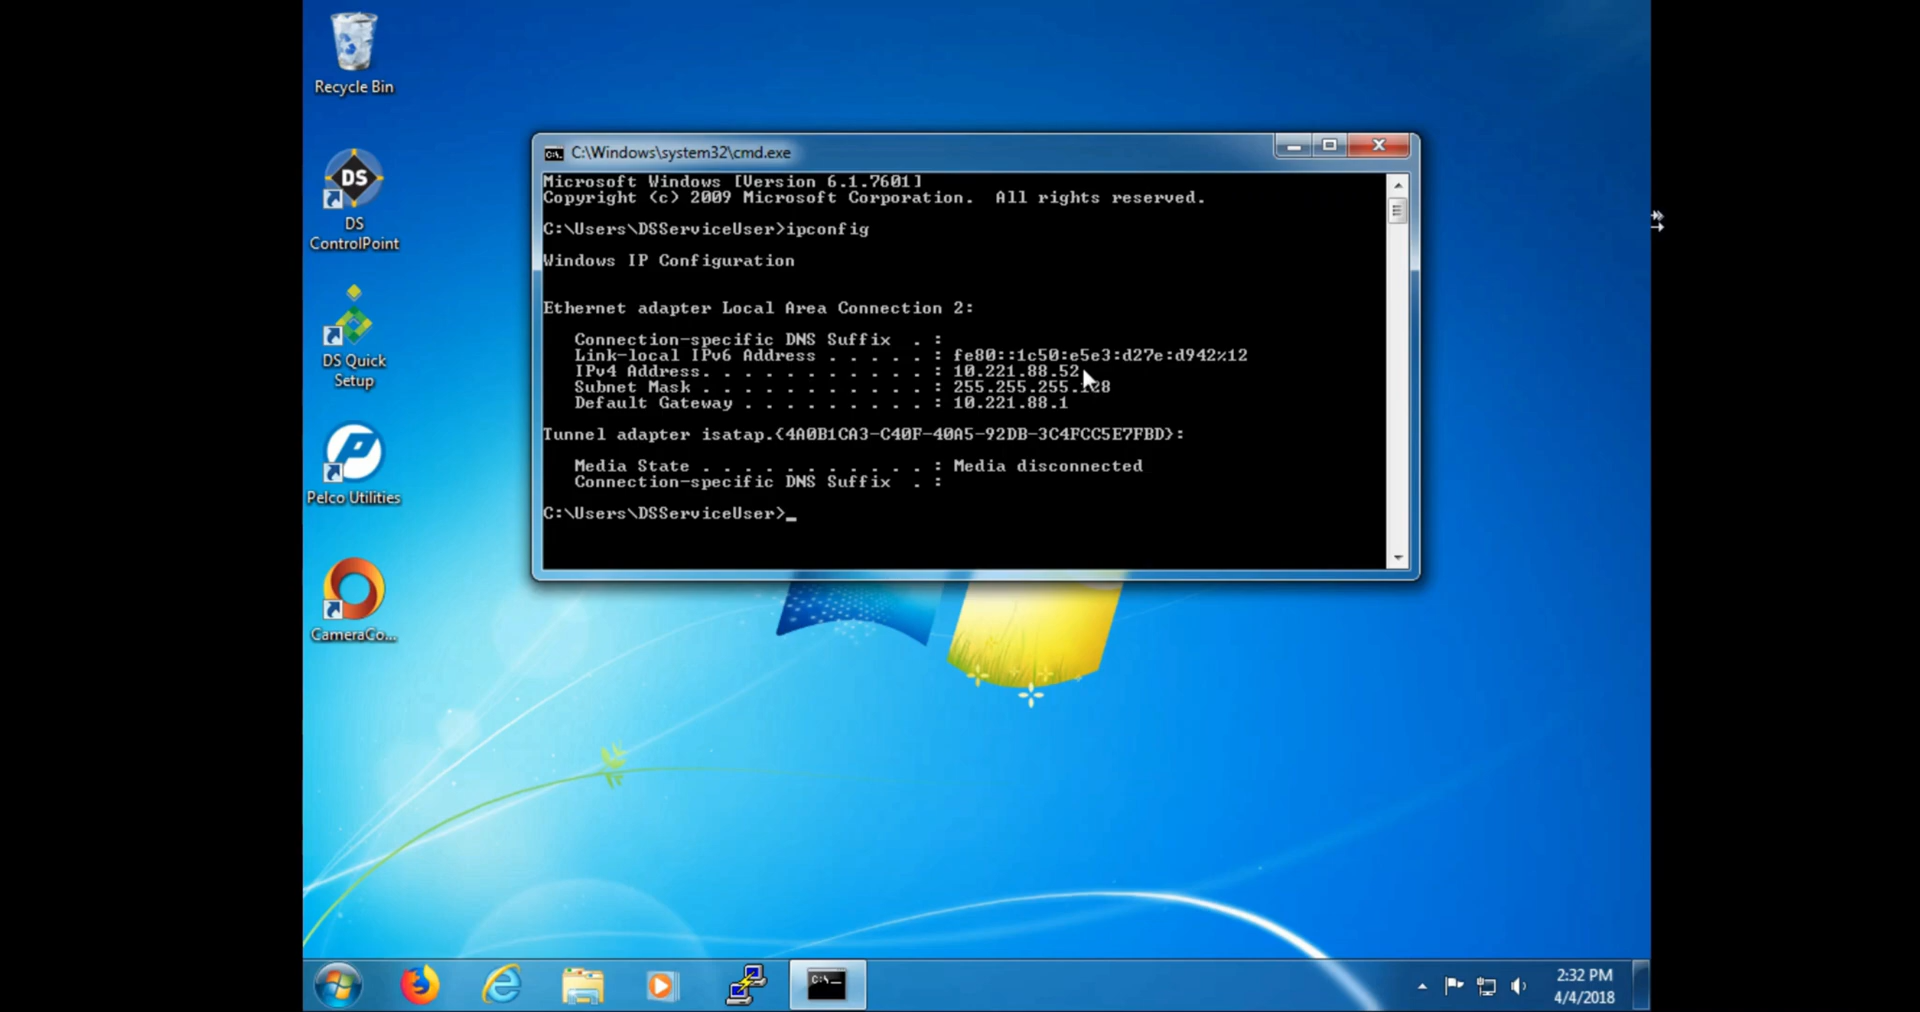 Recycle Bin
DS
DS
ControlPoint
DS Quick
Setup
Pelco Utilities
CameraCo...
C:\Windows\system32\cmd.exe
Microsoft Windows [Version 6.1.7601]
Copyright (c) 2009 Microsoft Corporation.  All rights reserved.
C:\Users\DSServiceUser>ipconfig
Windows IP Configuration
Ethernet adapter Local Area Connection 2:
Connection-specific DNS Suffix  . :
Link-local IPv6 Address . . . . . : fe80::1c50:e5e3:d27e:d942%12
IPv4 Address. . . . . . . . . . . : 10.221.88.52
Subnet Mask . . . . . . . . . . . : 255.255.255.128
Default Gateway . . . . . . . . . : 10.221.88.1
Tunnel adapter isatap.{4A0B1CA3-C40F-40A5-92DB-3C4FCC5E7FBD}:
Media State . . . . . . . . . . . : Media disconnected
Connection-specific DNS Suffix  . :
C:\Users\DSServiceUser>_
2:32 PM
4/4/2018